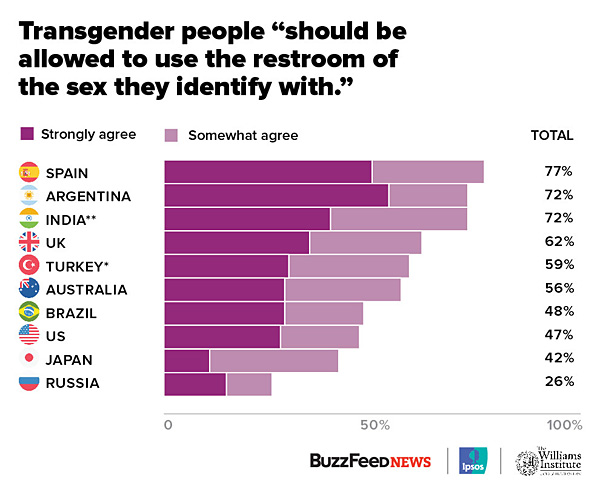 Transgender people “should be
allowed to use the restroom of
the sex they identify with.”
Strongly agree Somewhat agree TOTAL
SPAIN 77%
ARGENTINA 72%
INDIA** 72%
UK 62%
TURKEY* 59%
AUSTRALIA 56%
BRAZIL 48%
US 47%
JAPAN 42%
RUSSIA 26%
0 50% 100%
BuzzFeedNEWS
Ipsos
The
Williams
Institute